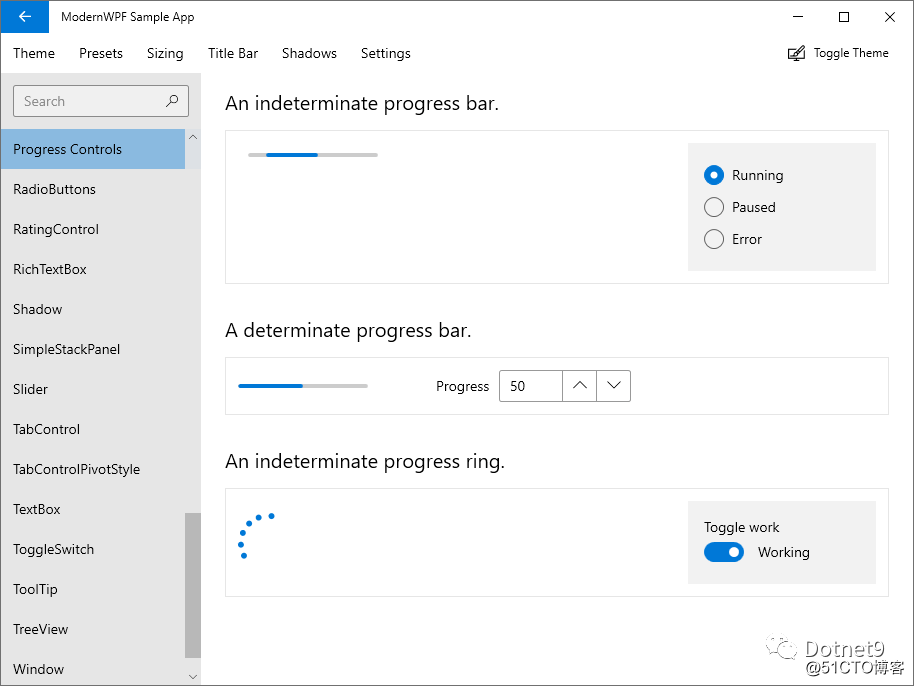 ModernWPF Sample App
Theme Presets Sizing Title Bar Shadows Settings Toggle Theme
Search
Progress Controls
RadioButtons
RatingControl
RichTextBox
Shadow
SimpleStackPanel
Slider
TabControl
TabControlPivotStyle
TextBox
ToggleSwitch
ToolTip
TreeView
Window
An indeterminate progress bar.
Running
Paused
Error
A determinate progress bar.
Progress 50
An indeterminate progress ring.
Toggle work
Working
Dotnet9
@51CTO博客